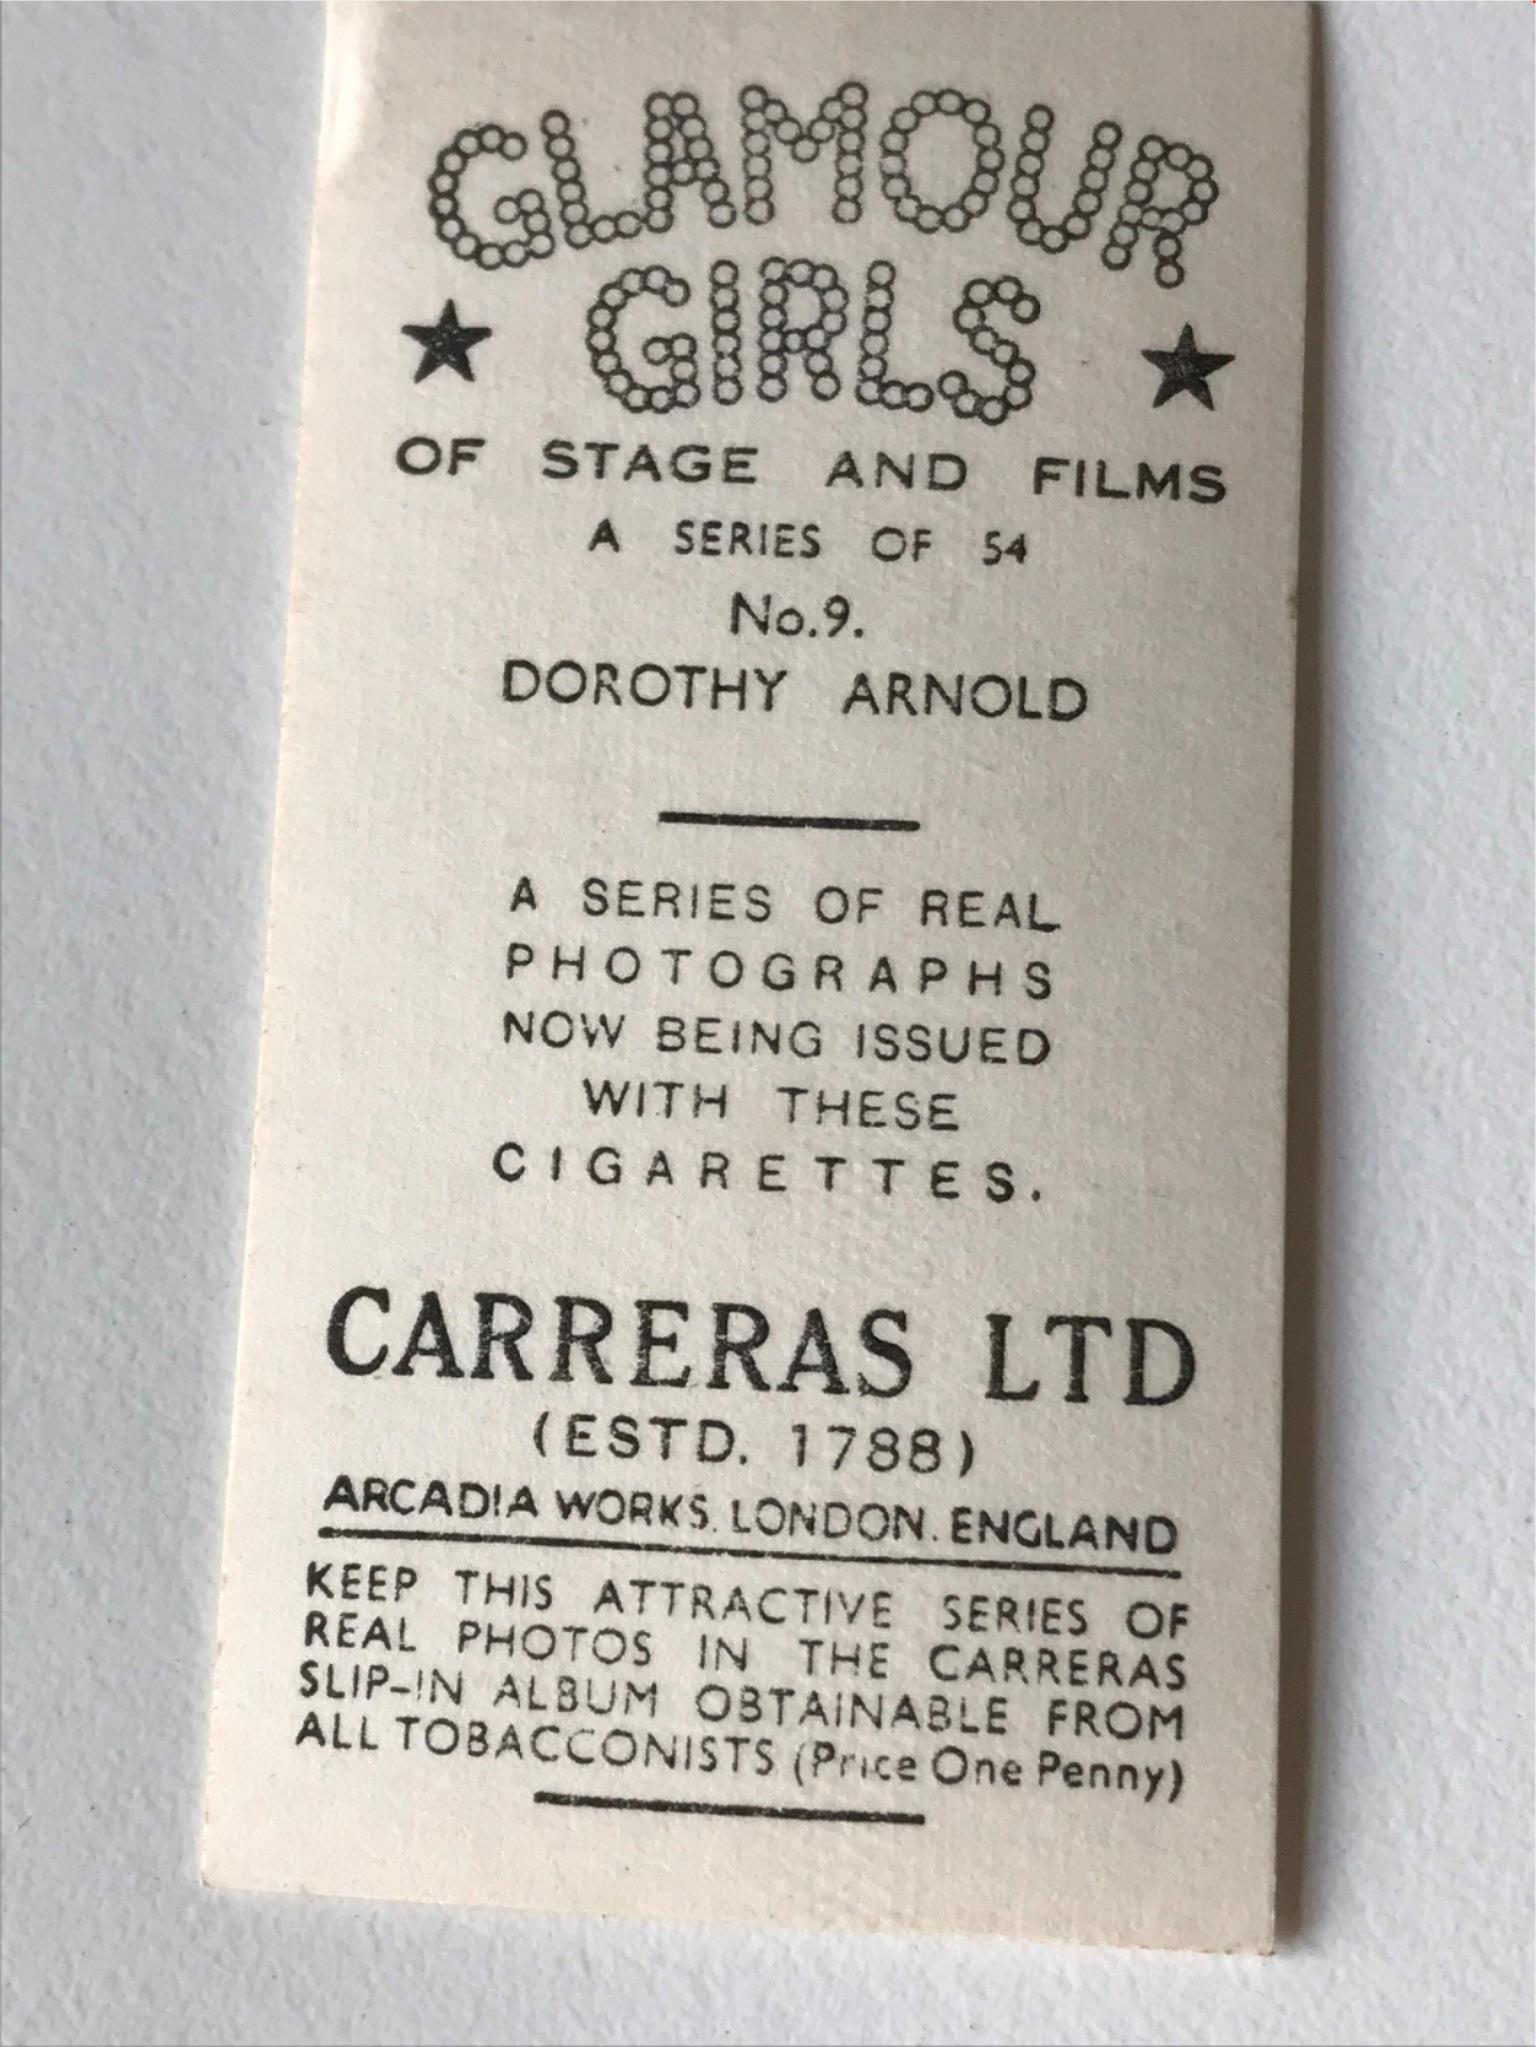 GLAMOUR
GIRLS
OF STAGE AND FILMS
A SERIES OF 54
No.9.
DOROTHY ARNOLD
A SERIES OF REAL
PHOTOGRAPHS
NOW BEING ISSUED
WITH THESE
CIGARETTES.
CARRERAS LTD
(ESTD. 1788)
ARCADIA WORKS. LONDON. ENGLAND
KEEP THIS ATTRACTIVE SERIES OF
REAL PHOTOS IN THE CARRERAS
SLIP-IN ALBUM OBTAINABLE FROM
ALL TOBACCONISTS (Price One Penny)